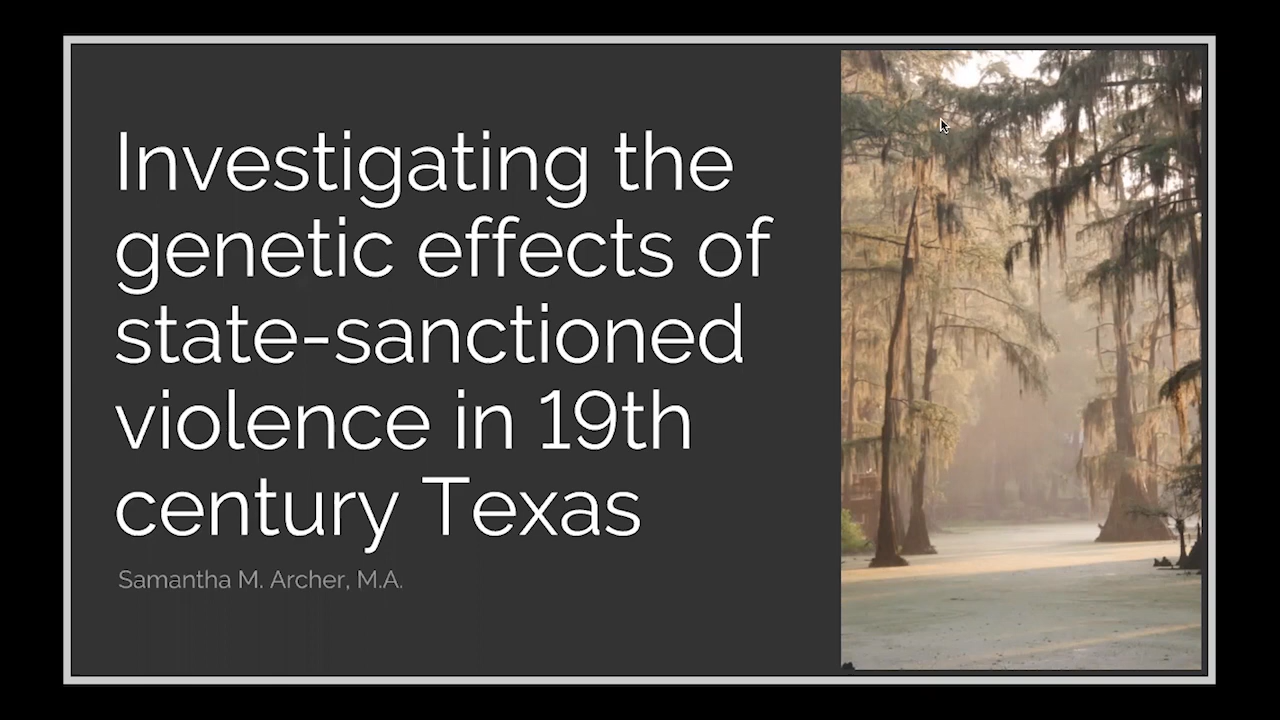 Investigating the
genetic effects of
state-sanctioned
violence in 19th
century Texas
Samantha M. Archer, M.A.